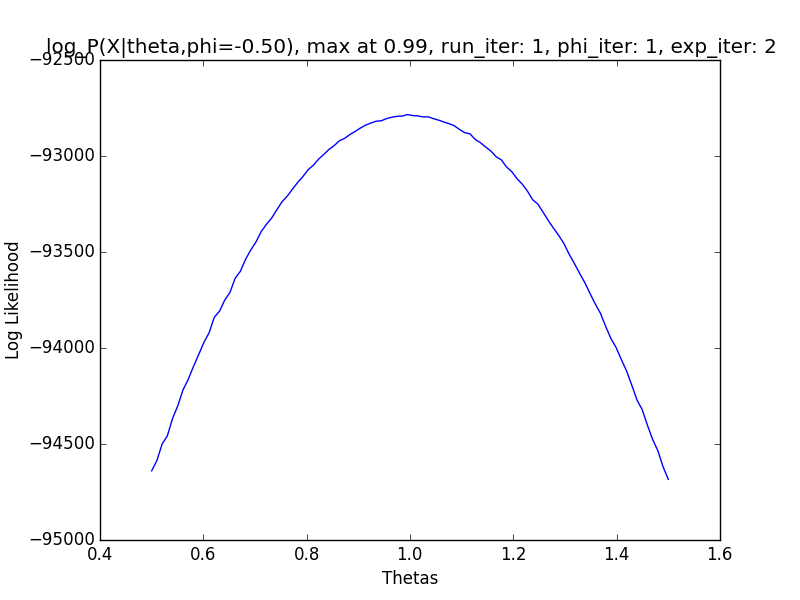 log_P(X|theta,phi=-0.50), max at 0.99, run_iter: 1, phi_iter: 1, exp_iter: 2
−92500
−93000
−93500
−94000
−94500
−95000
Log Likelihood
0.4 0.6 0.8 1.0 1.2 1.4 1.6
Thetas